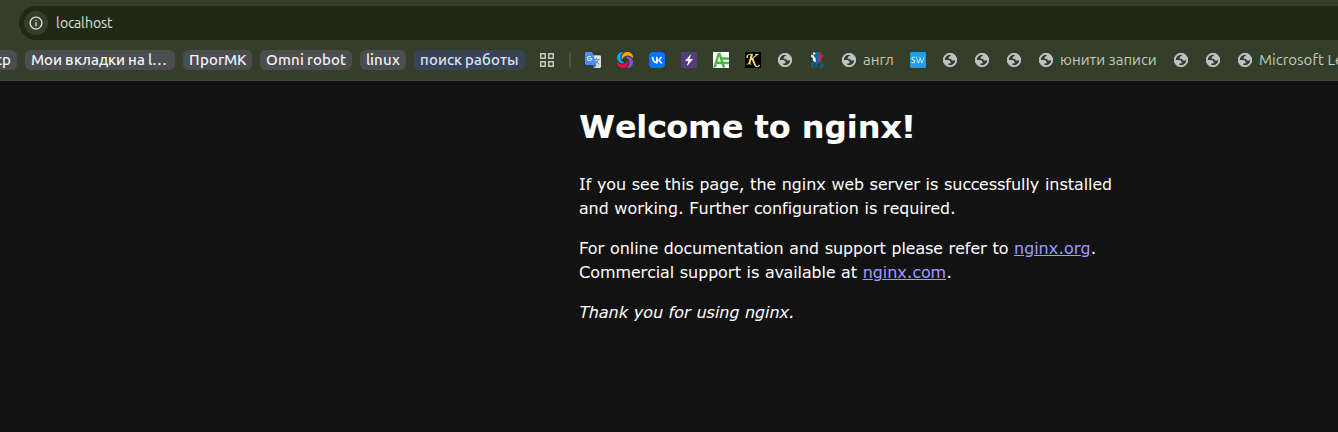 localhost
ср Мои вкладки на l... ПрогМК Omni robot linux поиск работы англ SW юнити записи Microsoft Le
Welcome to nginx!
If you see this page, the nginx web server is successfully installed
and working. Further configuration is required.
For online documentation and support please refer to nginx.org.
Commercial support is available at nginx.com.
Thank you for using nginx.